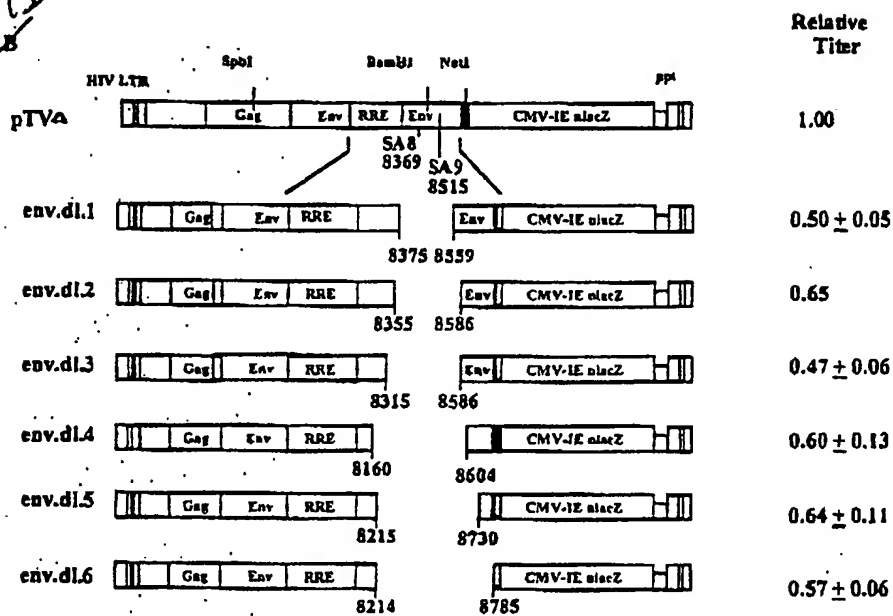 B
Relative
Titer
SpbI BamHI NotI ppt
HIV LTR
pTVΔ Gag Env RRE Env CMV-IE nlacZ 1.00
SA8 SA9
8369 8515
env.dl.1 Gag Env RRE Env CMV-IE nlacZ 0.50 ± 0.05
8375 8559
env.dl.2 Gag Env RRE Env CMV-IE nlacZ 0.65
8355 8586
env.dl.3 Gag Env RRE Env CMV-IE nlacZ 0.47 ± 0.06
8315 8586
env.dl.4 Gag Env RRE CMV-IE nlacZ 0.60 ± 0.13
8160 8604
env.dl.5 Gag Env RRE CMV-IE nlacZ 0.64 ± 0.11
8215 8730
env.dl.6 Gag Env RRE CMV-IE nlacZ 0.57 ± 0.06
8214 8785